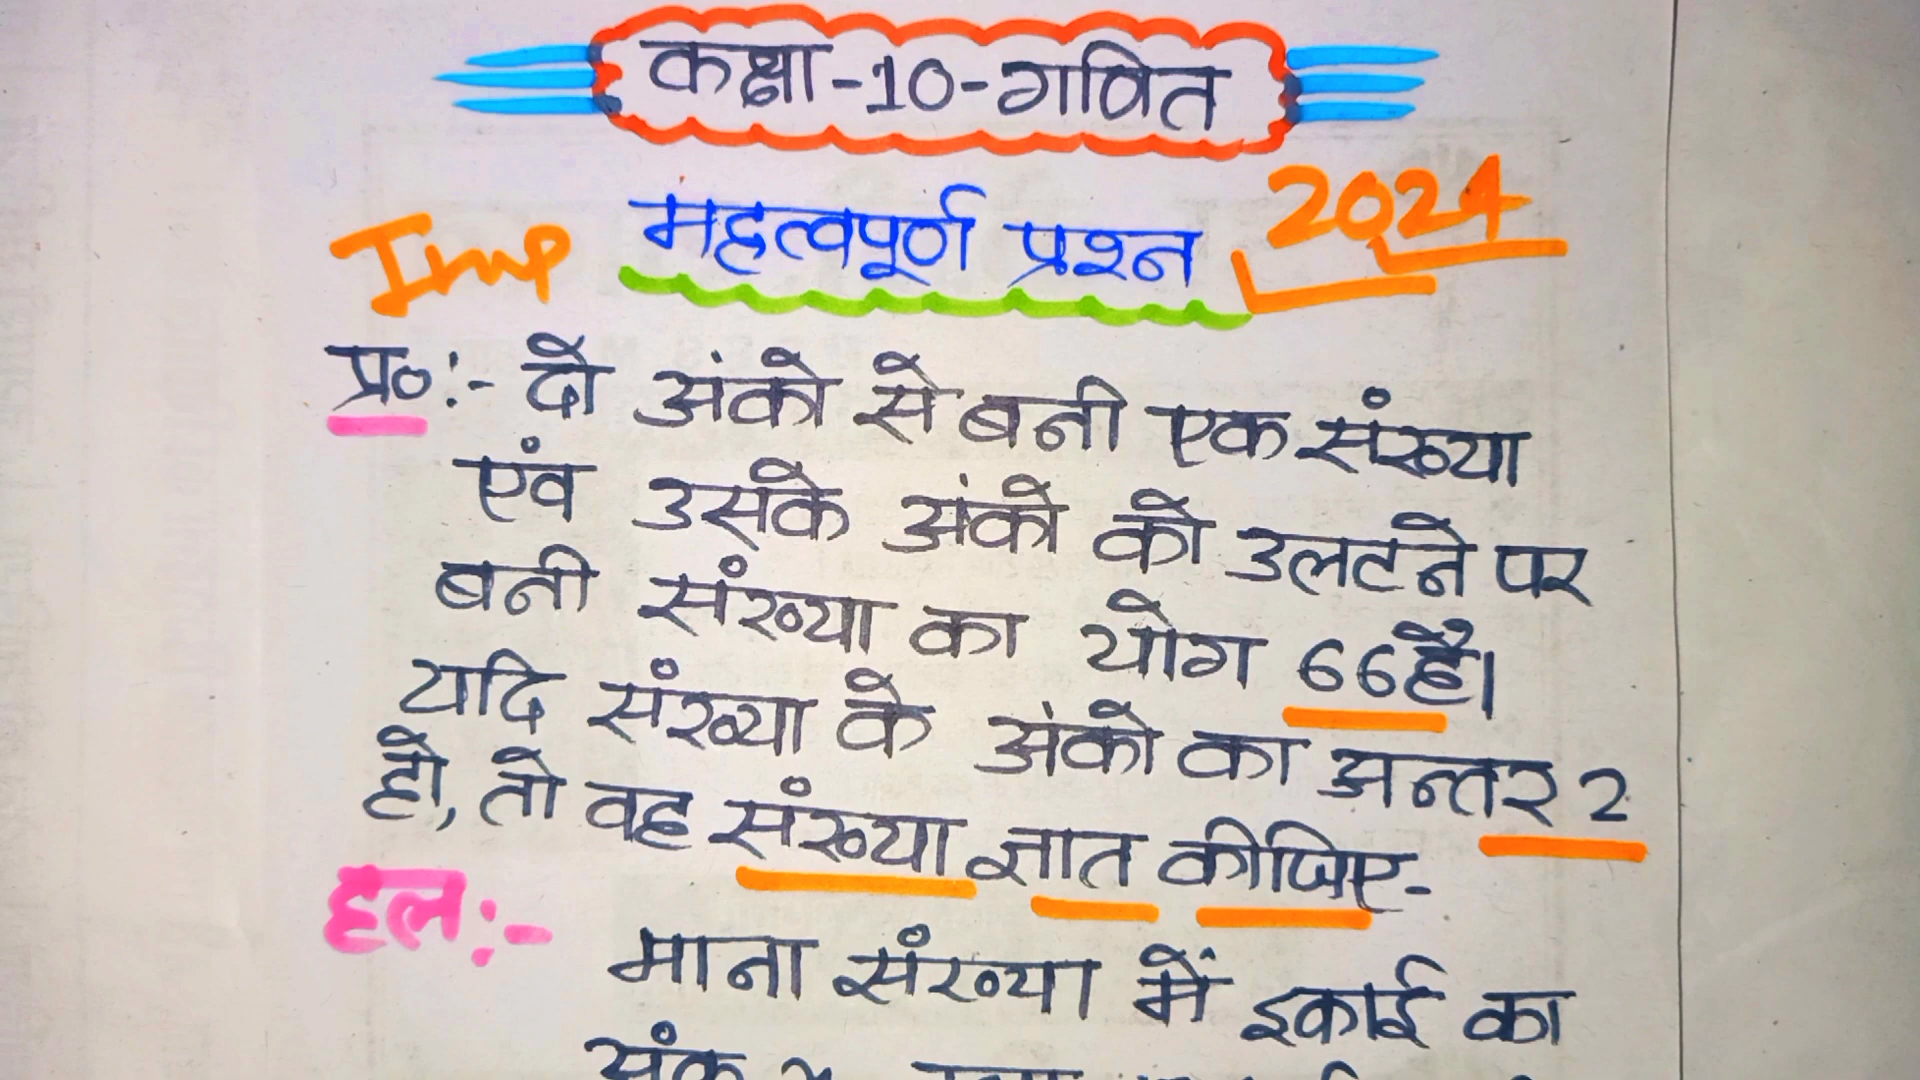 कक्षा-10-गणित
Imp महत्वपूर्ण प्रश्न 2024
प्र०:- दो अंको से बनी एक संख्या
एंव उसके अंको को उलटने पर
बनी संख्या का योग 66 है।
यदि संख्या के अंको का अन्तर 2
हो, तो वह संख्या ज्ञात कीजिए-
हल:- माना संख्या में इकाई का
अंक